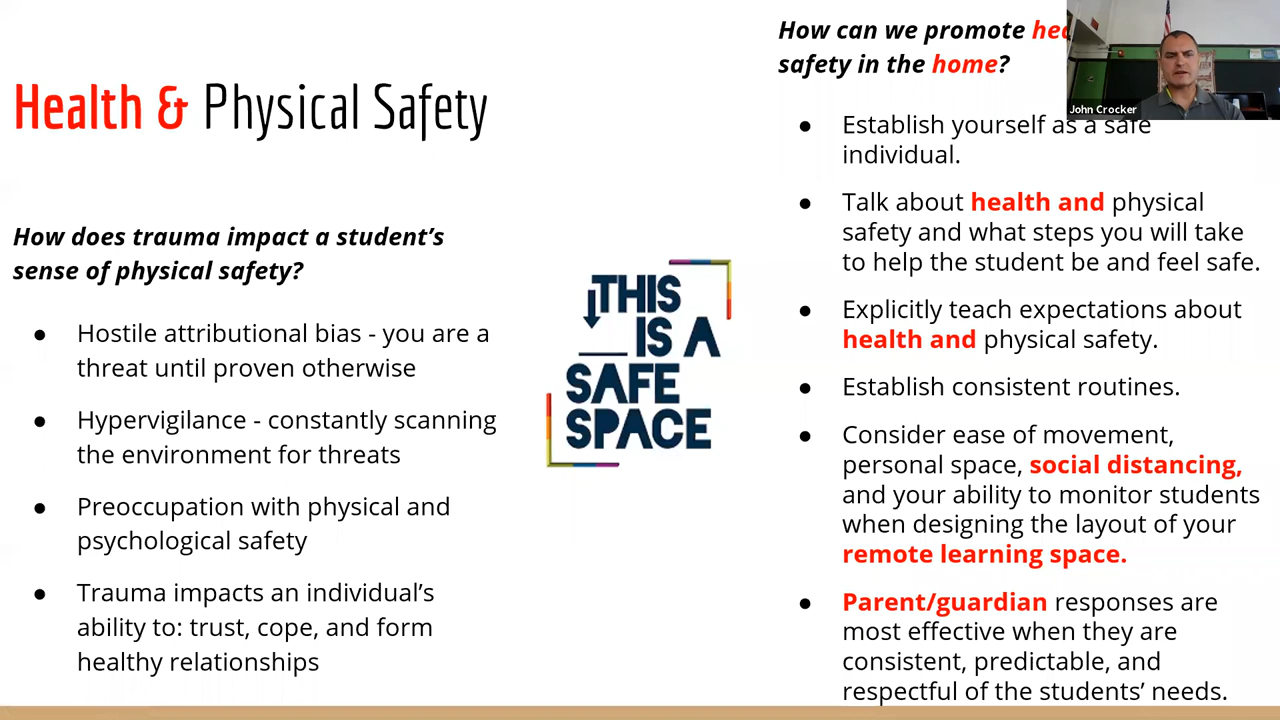 Health & Physical Safety
How does trauma impact a student’s
sense of physical safety?
● Hostile attributional bias - you are a
threat until proven otherwise
● Hypervigilance - constantly scanning
the environment for threats
● Preoccupation with physical and
psychological safety
● Trauma impacts an individual’s
ability to: trust, cope, and form
healthy relationships
THIS
__ IS A
SAFE
SPACE
How can we promote
safety in the home?
● Establish yourself as a safe
individual.
● Talk about health and physical
safety and what steps you will take
to help the student be and feel safe.
● Explicitly teach expectations about
health and physical safety.
● Establish consistent routines.
● Consider ease of movement,
personal space, social distancing,
and your ability to monitor students
when designing the layout of your
remote learning space.
● Parent/guardian responses are
most effective when they are
consistent, predictable, and
respectful of the students’ needs.
John Crocker